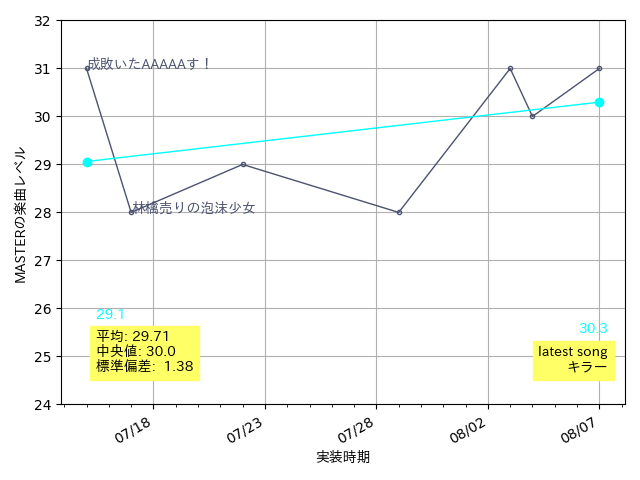 32
31
30
29
28
27
26
25
24
MASTERの楽曲レベル
成敗いたAAAAAす！
林檎売りの泡沫少女
29.1
平均: 29.71
中央値: 30.0
標準偏差: 1.38
30.3
latest song
キラー
07/18
07/23
07/28
08/02
08/07
実装時期